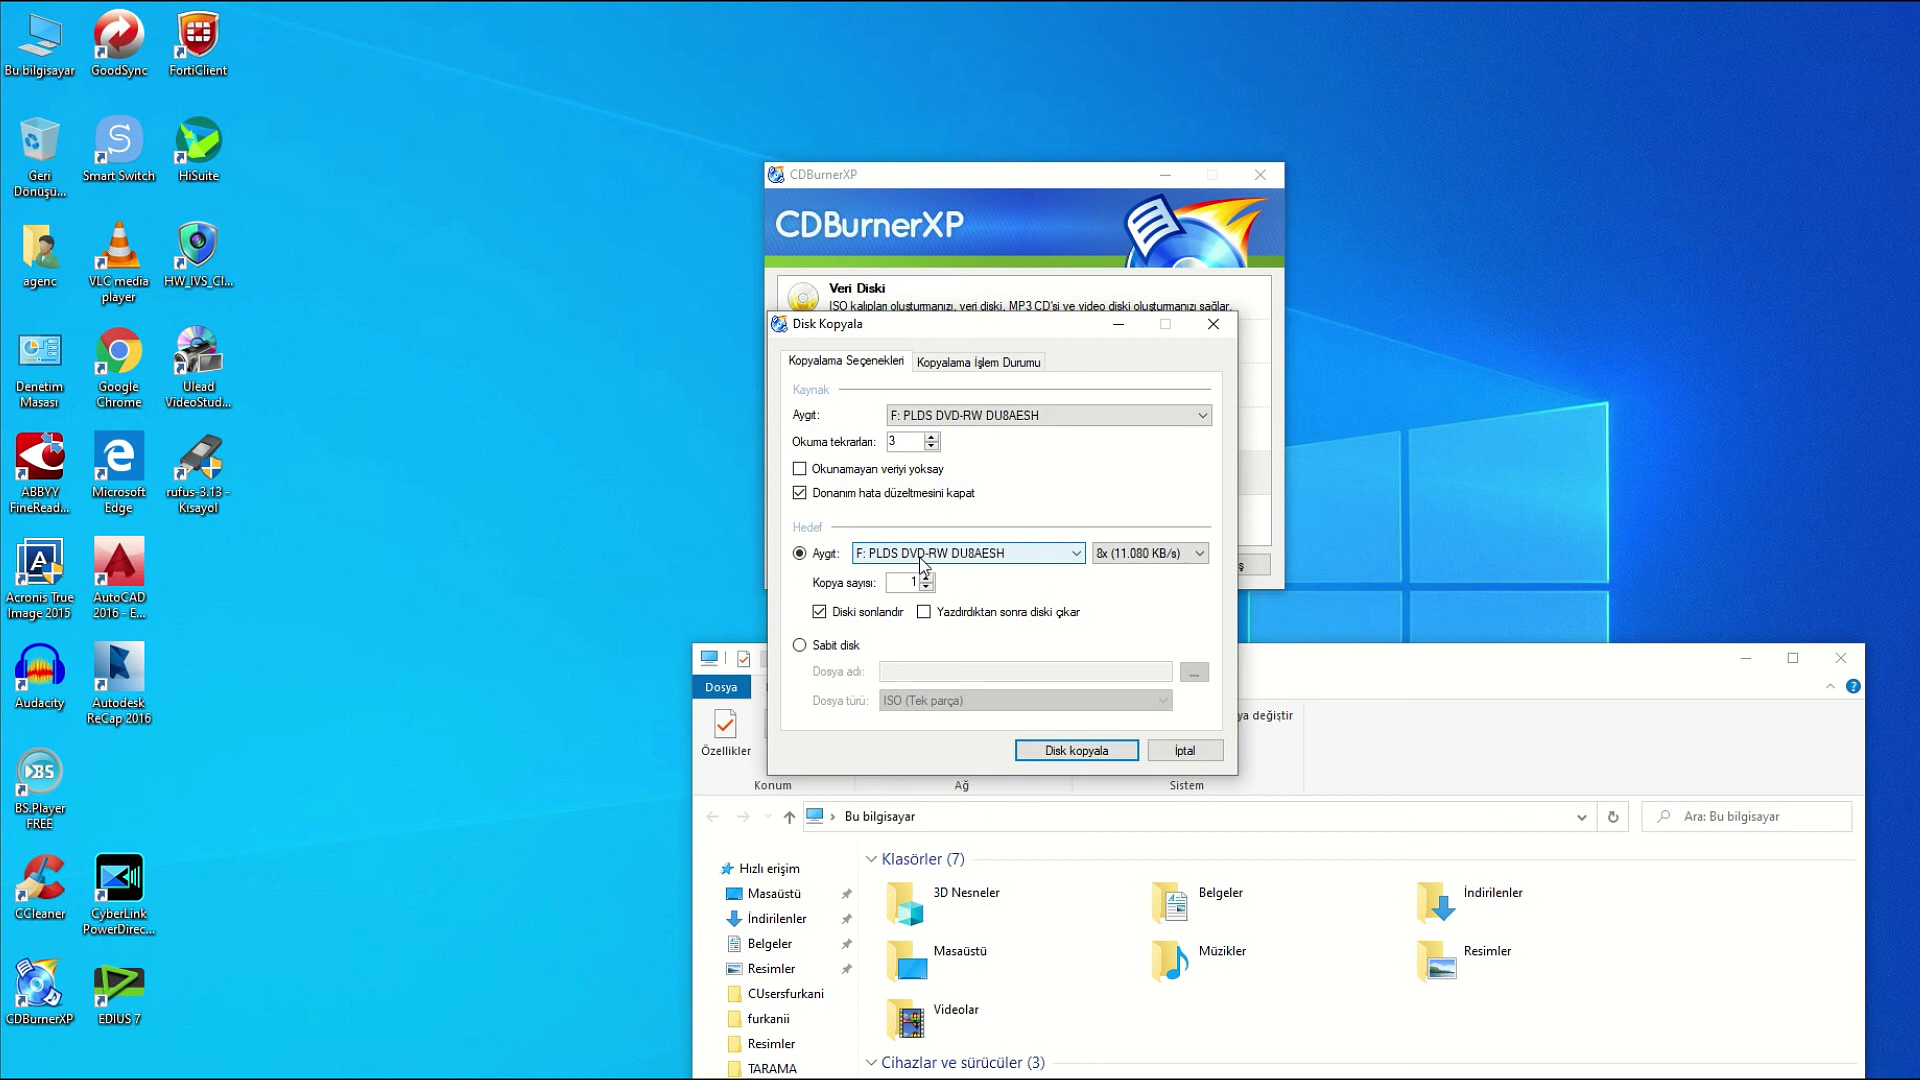 Bu bilgisayar
GoodSync
FortiClient
Geri
Dönüşü...
Smart Switch
HiSuite
agenc
VLC media
player
HW_IVS_Cl...
Denetim
Masası
Google
Chrome
Ulead
VideoStud...
ABBYY
FineRead...
Microsoft
Edge
rufus-3.13 -
Kısayol
Acronis True
Image 2015
AutoCAD
2016 - E...
Audacity
Autodesk
ReCap 2016
BS.Player
FREE
CCleaner
CyberLink
PowerDirec...
CDBurnerXP
EDIUS 7
CDBurnerXP
CDBurnerXP
Veri Diski
ISO kalıpları oluşturmanızı, veri diski, MP3 CD'si ve video diski oluşturmanızı sağlar.
Disk Kopyala
Kopyalama Seçenekleri
Kopyalama İşlem Durumu
Kaynak
Aygıt:
F: PLDS DVD-RW DU8AESH
Okuma tekrarları:
3
Okunamayan veriyi yoksay
Donanım hata düzeltmesini kapat
Hedef
Aygıt:
F: PLDS DVD-RW DU8AESH
8x (11.080 KB/s)
Kopya sayısı:
1
Diski sonlandır
Yazdırdıktan sonra diski çıkar
Sabit disk
Dosya adı:
...
Dosya türü:
ISO (Tek parça)
Disk kopyala
İptal
ş
Dosya
Özellikler
ya değiştir
Konum
Ağ
Sistem
Bu bilgisayar
Ara: Bu bilgisayar
Hızlı erişim
Masaüstü
İndirilenler
Belgeler
Resimler
CUsersfurkani
furkanii
Resimler
TARAMA
Klasörler (7)
3D Nesneler
Belgeler
İndirilenler
Masaüstü
Müzikler
Resimler
Videolar
Cihazlar ve sürücüler (3)